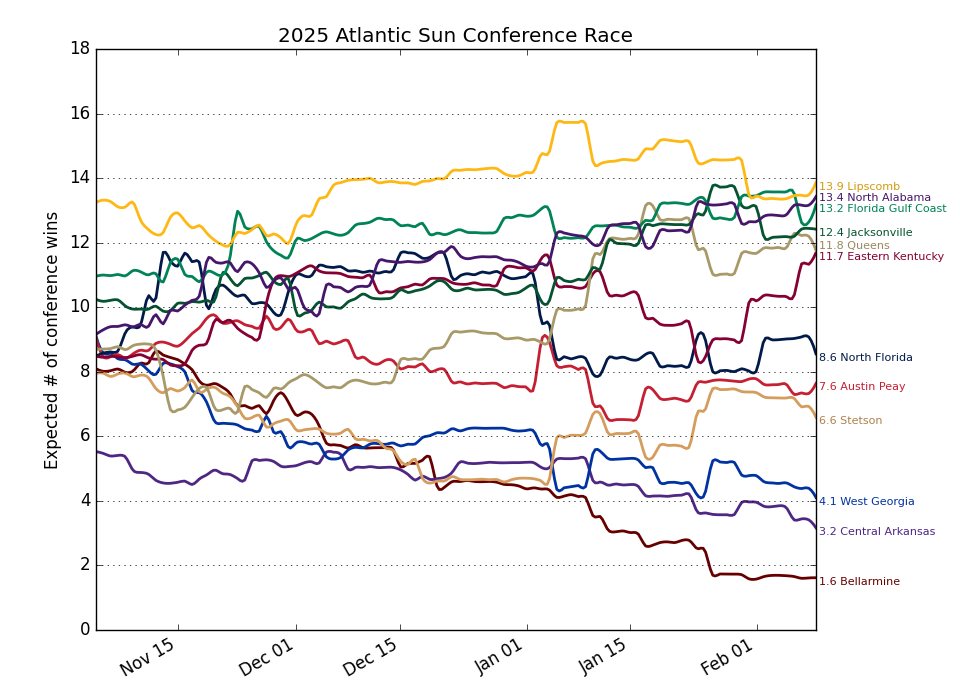 2025 Atlantic Sun Conference Race
Expected # of conference wins
18
16
14
12
10
8
6
4
2
0
Nov 15
Dec 01
Dec 15
Jan 01
Jan 15
Feb 01
13.9 Lipscomb
13.4 North Alabama
13.2 Florida Gulf Coast
12.4 Jacksonville
11.8 Queens
11.7 Eastern Kentucky
8.6 North Florida
7.6 Austin Peay
6.6 Stetson
4.1 West Georgia
3.2 Central Arkansas
1.6 Bellarmine